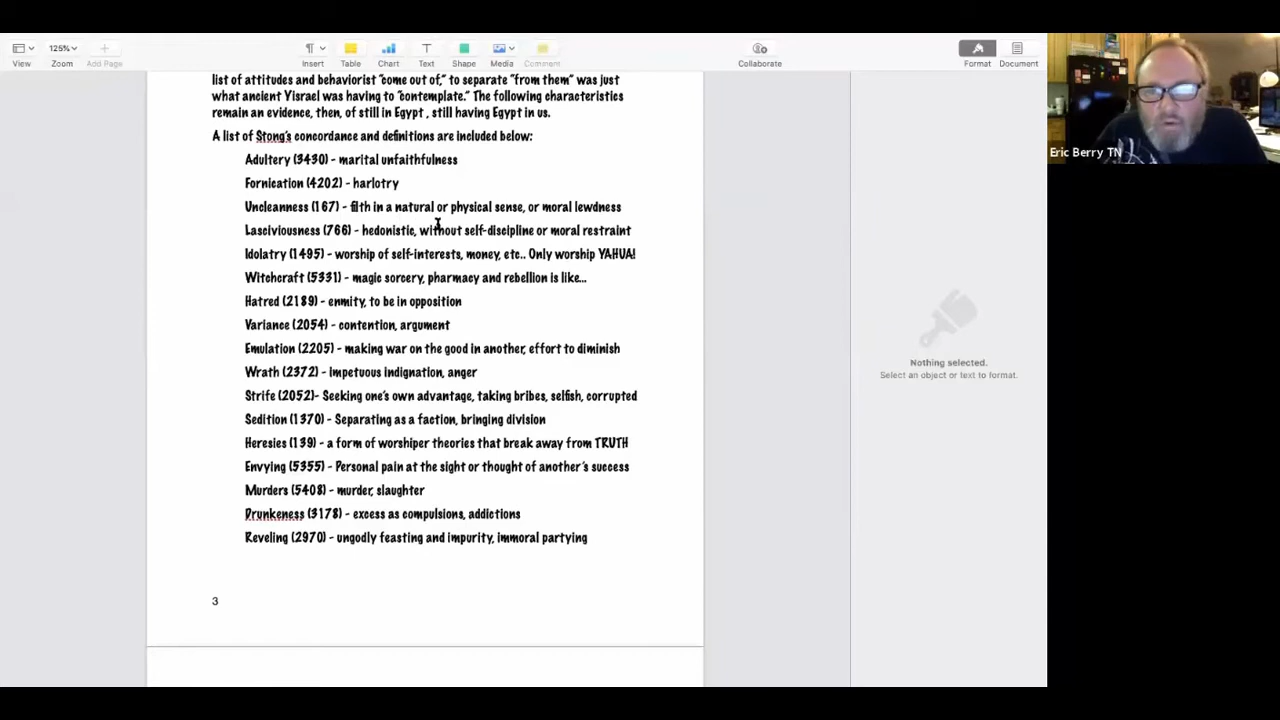 View
125%
Zoom
Add Page
Insert
Table
Chart
Text
Shape
Media
Comment
Collaborate
Format
Document
list of attitudes and behaviorist "come out of," to separate "from them" was just
what ancient Yisrael was having to "contemplate." The following characteristics
remain an evidence, then, of still in Egypt , still having Egypt in us.
A list of Stong's concordance and definitions are included below:
Adultery (3430) - marital unfaithfulness
Fornication (4202) - harlotry
Uncleanness (167) - filth in a natural or physical sense, or moral lewdness
Lasciviousness (766) - hedonistic, without self-discipline or moral restraint
Idolatry (1495) - worship of self-interests, money, etc.. Only worship YAHUA!
Witchcraft (5331) - magic sorcery, pharmacy and rebellion is like...
Hatred (2189) - enmity, to be in opposition
Variance (2054) - contention, argument
Emulation (2205) - making war on the good in another, effort to diminish
Wrath (2372) - impetuous indignation, anger
Strife (2052)- Seeking one's own advantage, taking bribes, selfish, corrupted
Sedition (1370) - Separating as a faction, bringing division
Heresies (139) - a form of worshiper theories that break away from TRUTH
Envying (5355) - Personal pain at the sight or thought of another's success
Murders (5408) - murder, slaughter
Drunkeness (3178) - excess as compulsions, addictions
Reveling (2970) - ungodly feasting and impurity, immoral partying
3
Nothing selected.
Select an object or text to format.
Eric Berry TN